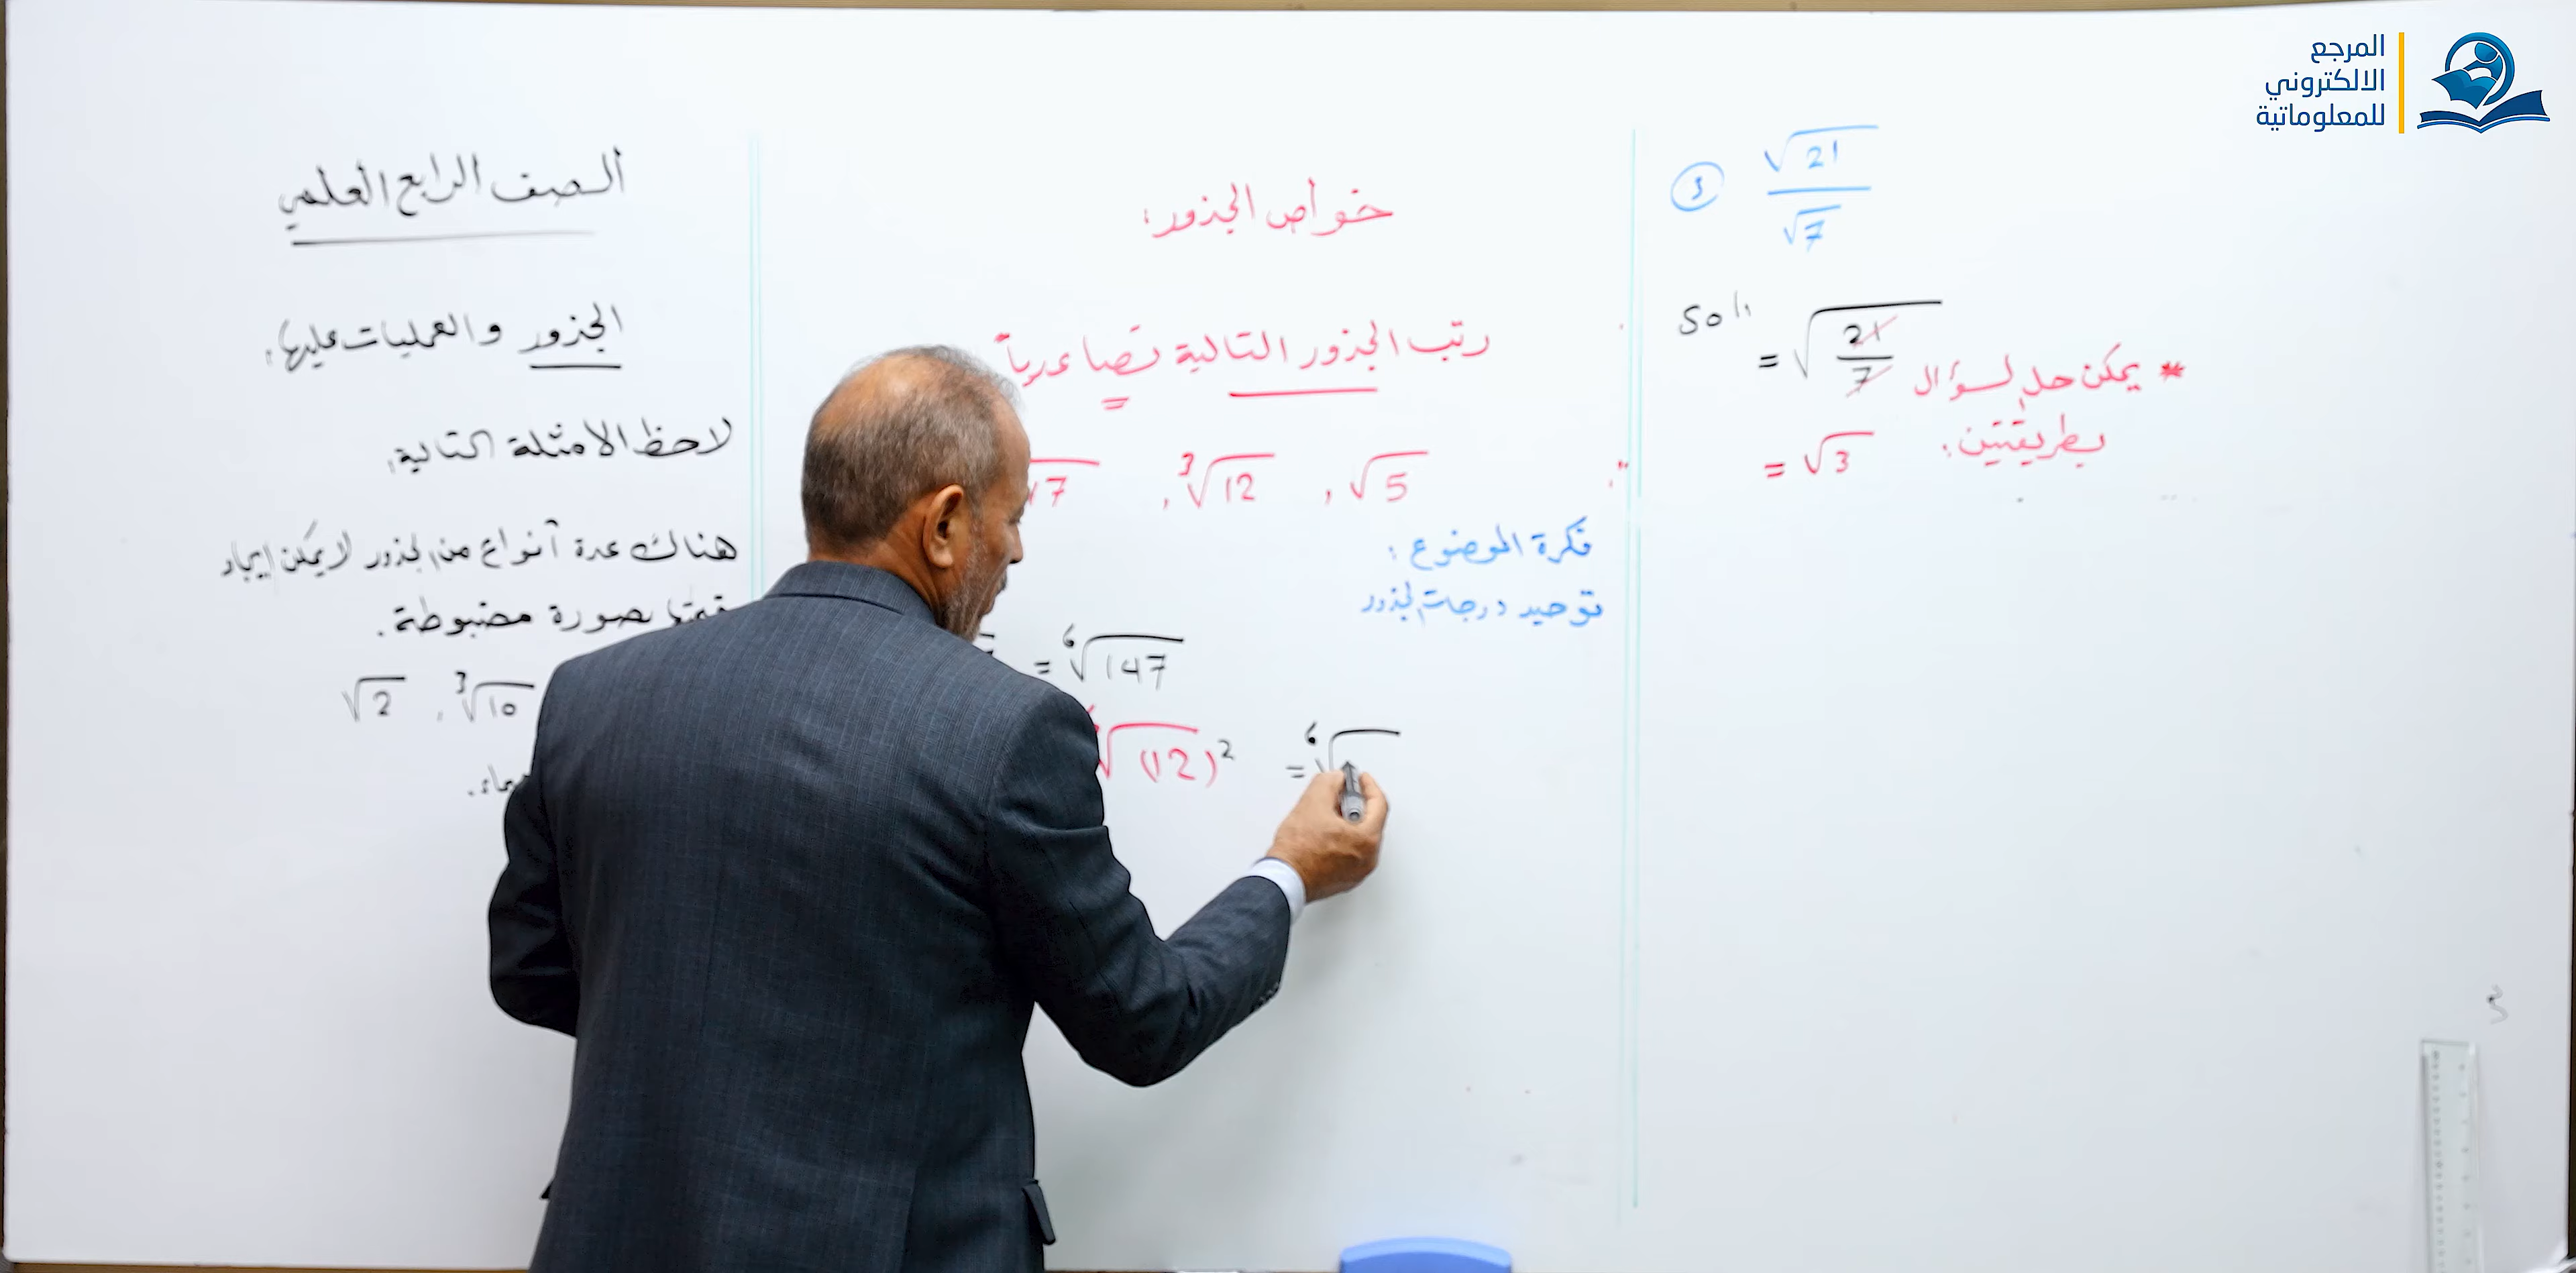 المرجع
الالكتروني
للمعلوماتية
3 √21 / √7
sol:
= √(21/7)
* يمكن حل السؤال
بطريقتين:
= √3
خواص الجذور:
رتب الجذور التالية تصاعدياً
√7 , ³√12 , √5
فكرة الموضوع:
توحيد درجات الجذور
= ⁶√147
√(12)² = ⁶√
الصف الرابع العلمي
الجذور والعمليات عليها:
لاحظ الامثلة التالية:
هناك عدة أنواع من الجذور لا يمكن إيجاد
قيمتها بصورة مضبوطة.
√2 , ³√10